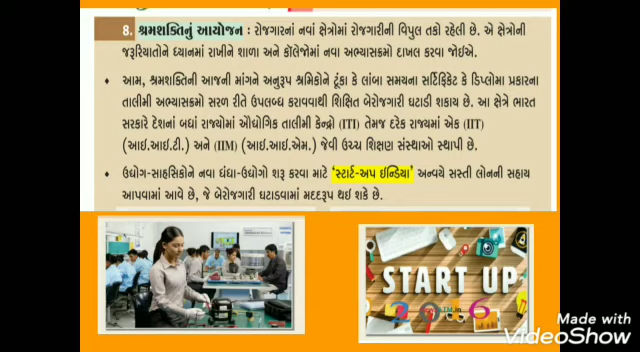 8. શ્રમશક્તિનું આયોજન : રોજગારનાં નવાં ક્ષેત્રોમાં રોજગારીની વિપુલ તકો રહેલી છે. એ ક્ષેત્રોની
જરૂરિયાતોને ધ્યાનમાં રાખીને શાળા અને કૉલેજોમાં નવા અભ્યાસક્રમો દાખલ કરવા જોઈએ.
♦ આમ, શ્રમશક્તિની આજની માંગને અનુરૂપ શ્રમિકોને ટૂંકા કે લાંબા સમયના સર્ટિફિકેટ કે ડિપ્લોમા પ્રકારના
તાલીમી અભ્યાસક્રમો સરળ રીતે ઉપલબ્ધ કરાવવાથી શિક્ષિત બેરોજગારી ઘટાડી શકાય છે. આ ક્ષેત્રે ભારત
સરકારે દેશનાં બધાં રાજ્યોમાં ઔદ્યોગિક તાલીમી કેન્દ્રો (ITI) તેમજ દરેક રાજ્યમાં એક (IIT)
(આઈ.આઈ.ટી.) અને (IIM) (આઈ.આઈ.એમ.) જેવી ઉચ્ચ શિક્ષણ સંસ્થાઓ સ્થાપી છે.
♦ ઉદ્યોગ-સાહસિકોને નવા ધંધા-ઉદ્યોગો શરૂ કરવા માટે 'સ્ટાર્ટ-અપ ઇન્ડિયા' અન્વયે સસ્તી લોનની સહાય
આપવામાં આવે છે, જે બેરોજગારી ઘટાડવામાં મદદરૂપ થઈ શકે છે.
START UP
2016
Made with
VideoShow